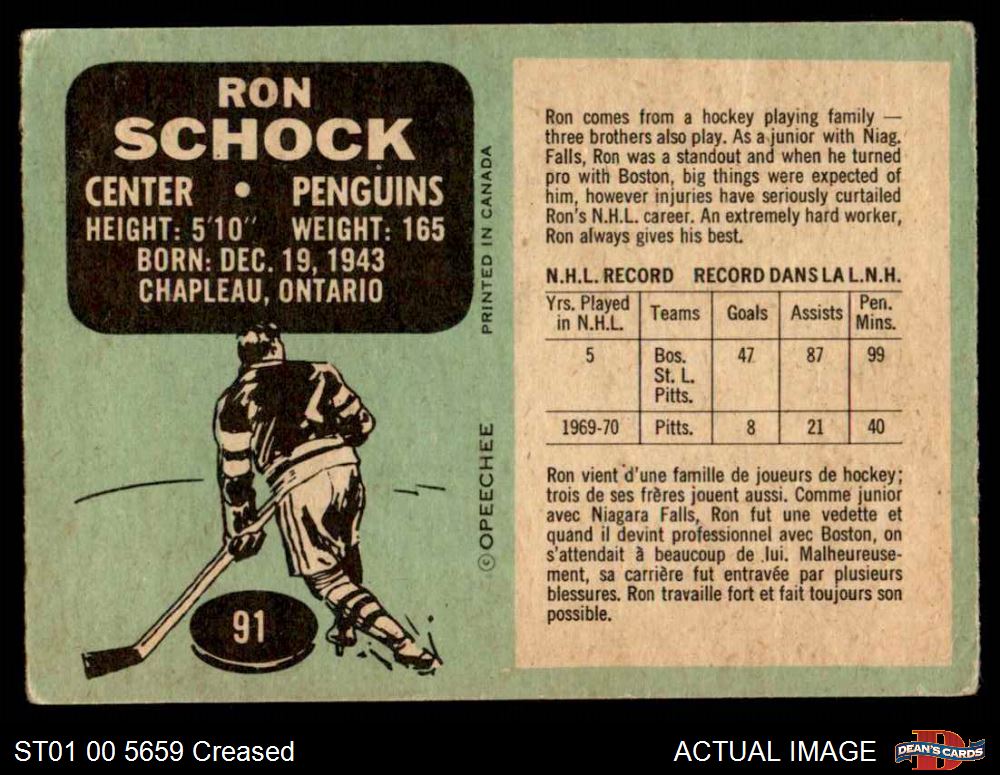 RON
SCHOCK
CENTER • PENGUINS
HEIGHT: 5'10" WEIGHT: 165
BORN: DEC. 19, 1943
CHAPLEAU, ONTARIO
PRINTED IN CANADA
© OPEECHEE
91
Ron comes from a hockey playing family —
three brothers also play. As a junior with Niag.
Falls, Ron was a standout and when he turned
pro with Boston, big things were expected of
him, however injuries have seriously curtailed
Ron's N.H.L. career. An extremely hard worker,
Ron always gives his best.
N.H.L. RECORD RECORD DANS LA L.N.H.
Yrs. Played in N.H.L. Teams Goals Assists Pen. Mins.
5 Bos. 47 87 99
St. L.
Pitts.
1969-70 Pitts. 8 21 40
Ron vient d'une famille de joueurs de hockey;
trois de ses frères jouent aussi. Comme junior
avec Niagara Falls, Ron fut une vedette et
quand il devint professionnel avec Boston, on
s'attendait à beaucoup de lui. Malheureuse-
ment, sa carrière fut entravée par plusieurs
blessures. Ron travaille fort et fait toujours son
possible.
ST01 00 5659 Creased
ACTUAL IMAGE
DEAN'S CARDS